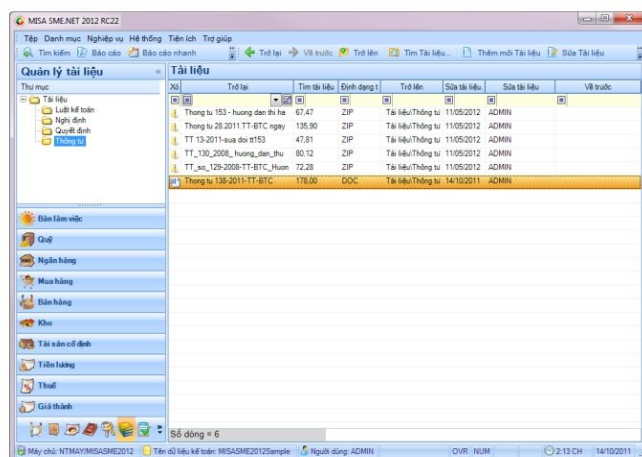 MISA SME.NET 2012 RC22
Tệp Danh mục Nghiệp vụ Hệ thống Tiện ích Trợ giúp
Tìm kiếm Báo cáo Báo cáo nhanh Trở lại Về trước Trở lên Tìm Tài liệu... Thêm mới Tài liệu Sửa Tài liệu
Quản lý tài liệu «
Tài liệu
Thư mục
Xó Trở lại Tìm tài liệu Định dạng t Trở lên Sửa tài liệu Sửa tài liệu Về trước
Tài liệu
Luật kế toán
Nghị định
Quyết định
Thông tư
Thong tu 153 - huong dan thi ha 67,47 ZIP Tài liệu\Thông tư 11/05/2012 ADMIN
Thong tu 28.2011.TT-BTC ngay 135,90 ZIP Tài liệu\Thông tư 11/05/2012 ADMIN
TT 13-2011-sua doi tt153 47,81 ZIP Tài liệu\Thông tư 11/05/2012 ADMIN
TT_130_2008_huong_dan_thu 80,12 ZIP Tài liệu\Thông tư 11/05/2012 ADMIN
TT_so_129-2008-TT-BTC_Huon 72,28 ZIP Tài liệu\Thông tư 11/05/2012 ADMIN
Thong tu 138-2011-TT-BTC 178,00 DOC Tài liệu\Thông tư 14/10/2011 ADMIN
Bàn làm việc
Quỹ
Ngân hàng
Mua hàng
Bán hàng
Kho
Tài sản cố định
Tiền lương
Thuế
Giá thành
Số dòng = 6
Máy chủ: NTMAY/MISASME2012 Tên dữ liệu kế toán: MISASME2012Sample Người dùng: ADMIN OVR NUM 2:13 CH 14/10/2011